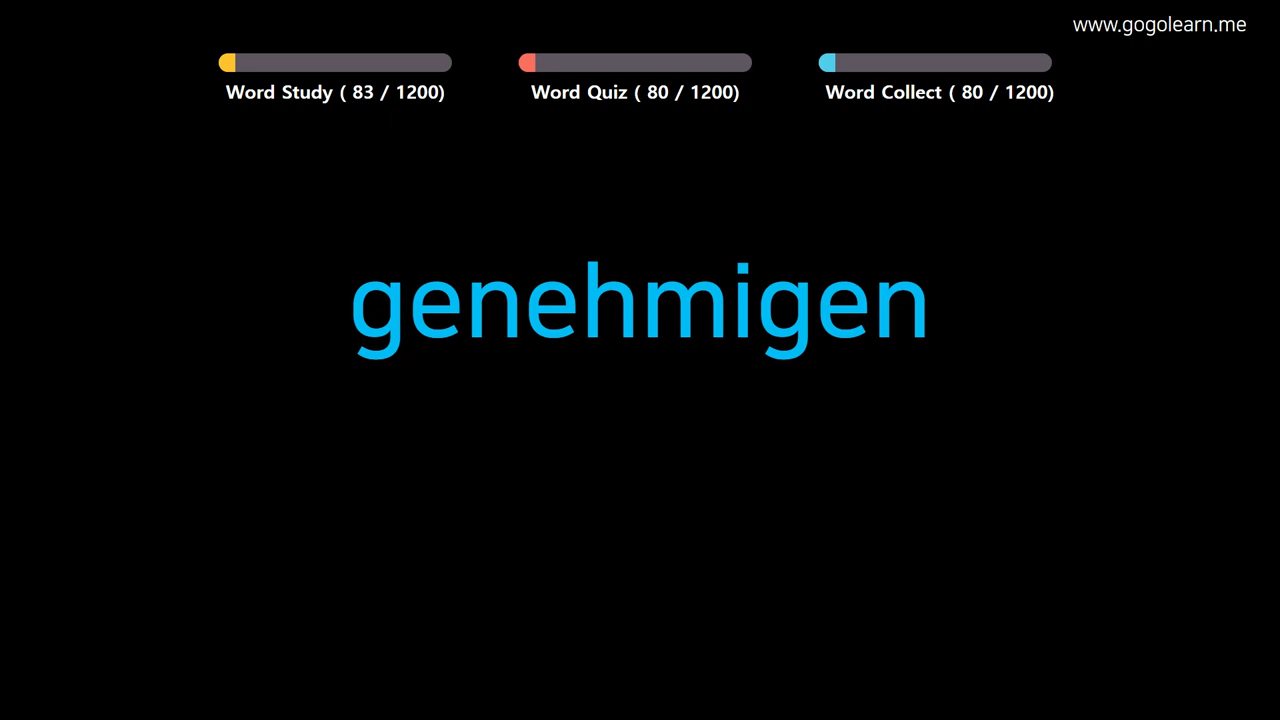 www.gogolearn.me
Word Study ( 83 / 1200)
Word Quiz ( 80 / 1200)
Word Collect ( 80 / 1200)
genehmigen